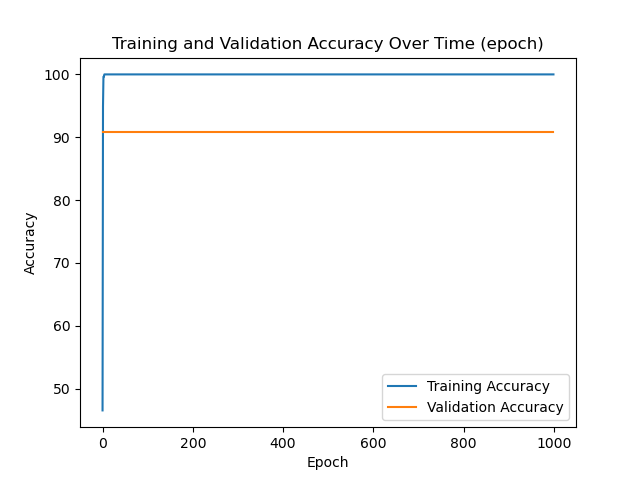 Training and Validation Accuracy Over Time (epoch)
100
90
80
70
60
50
Accuracy
Training Accuracy
Validation Accuracy
0 200 400 600 800 1000
Epoch